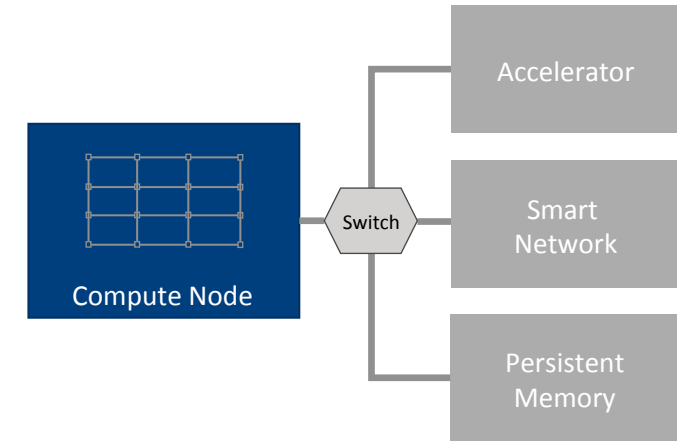 Accelerator
Compute Node
Switch
Smart
Network
Persistent
Memory